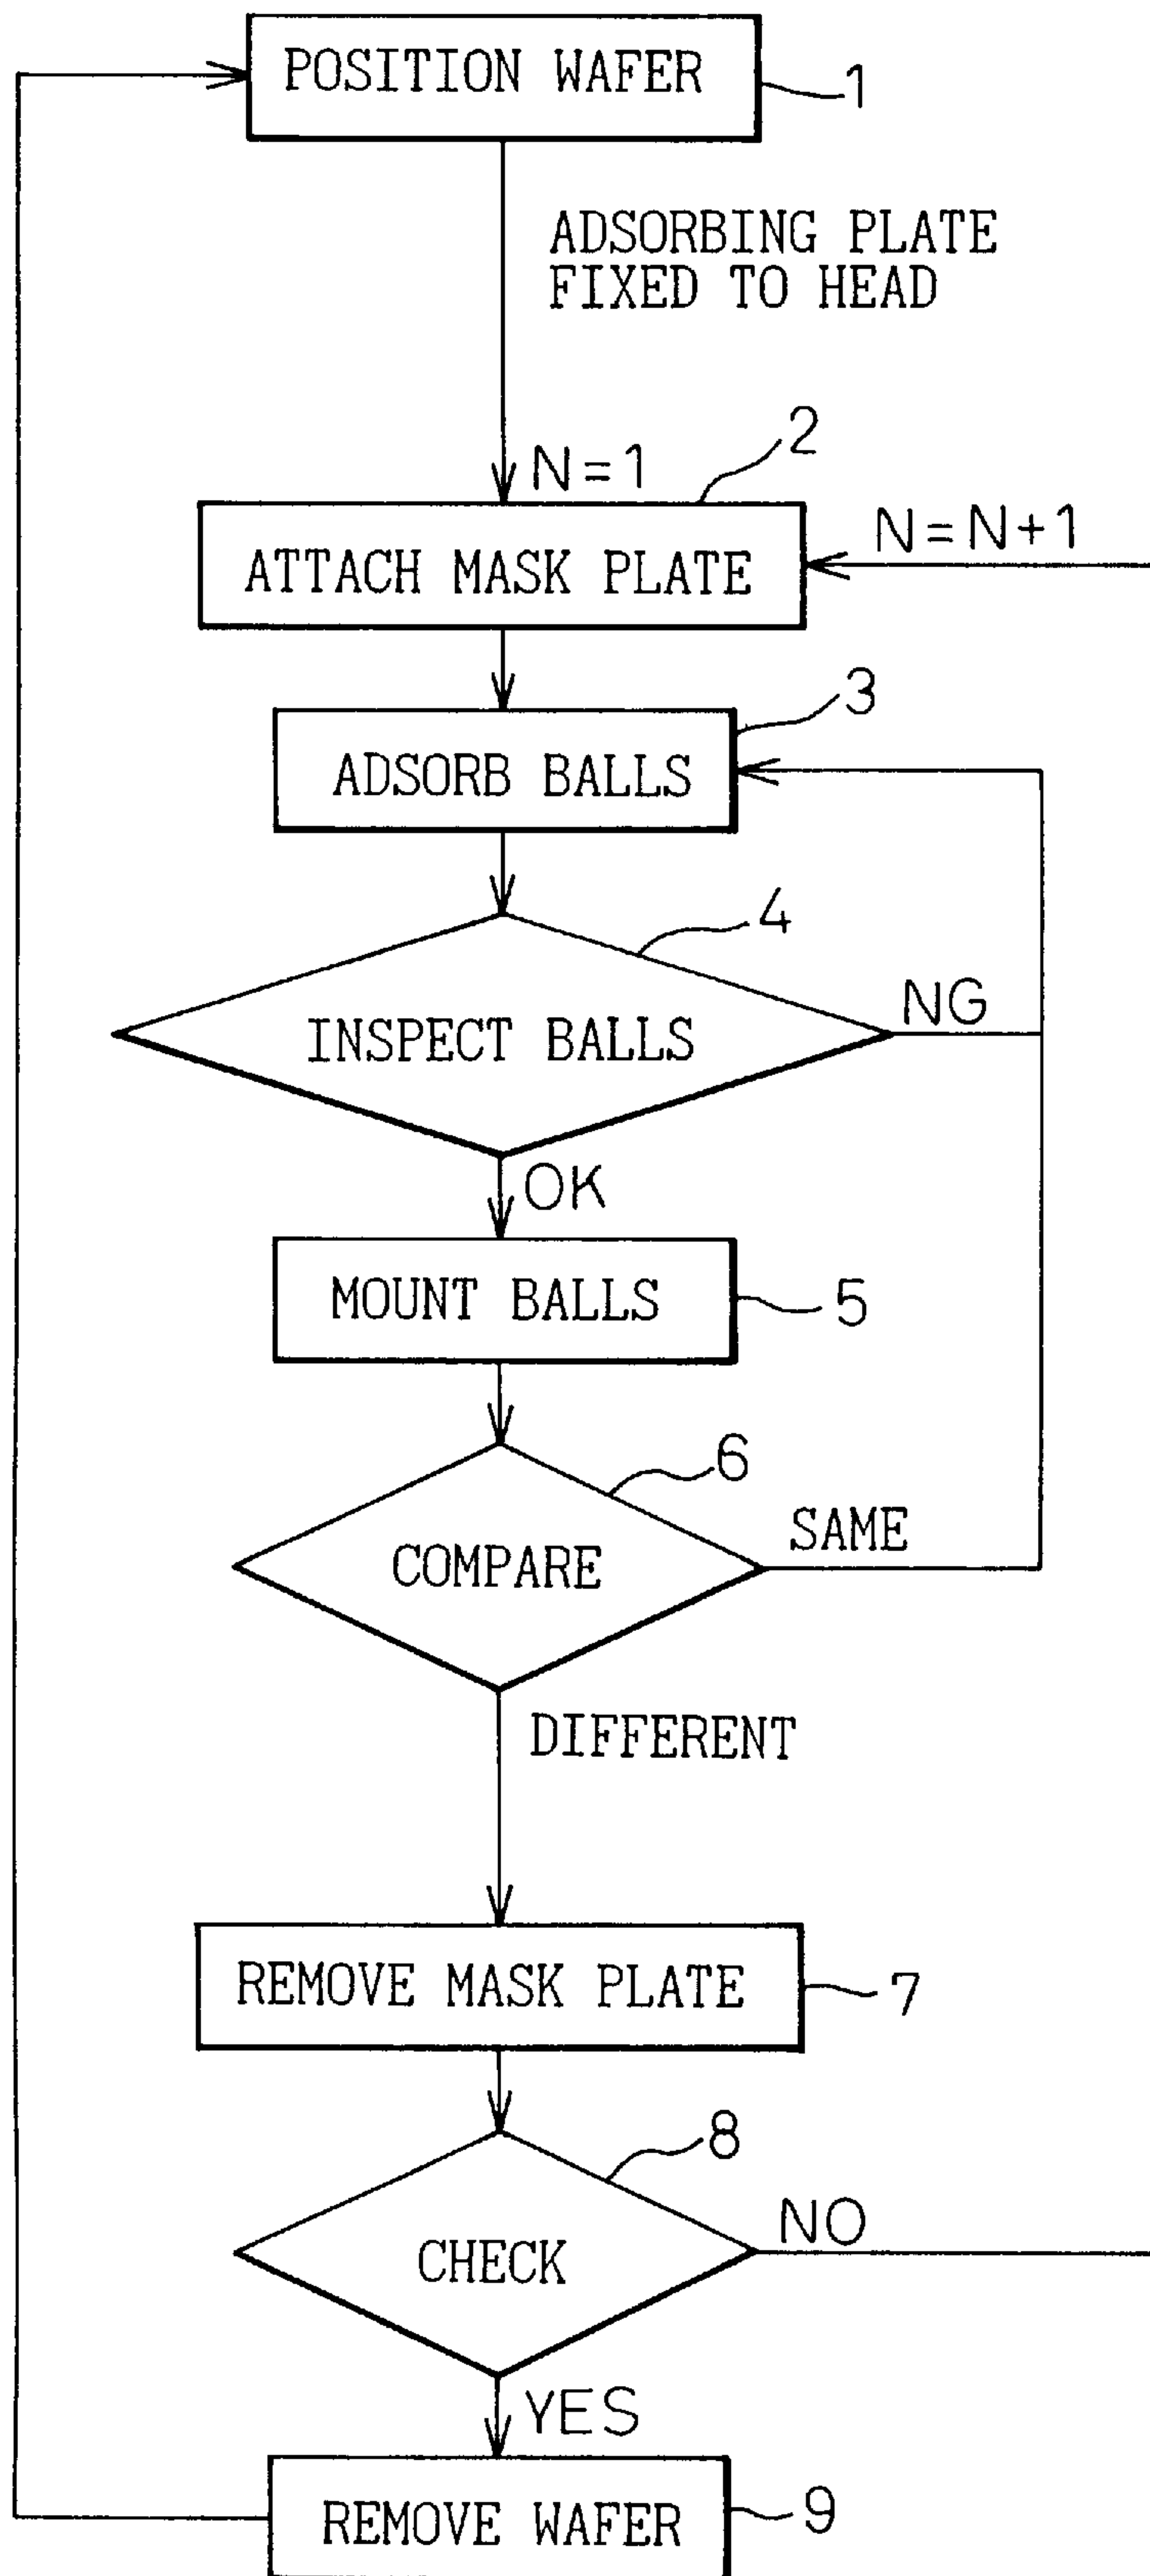 POSITION WAFER
1
ADSORBING PLATE
FIXED TO HEAD
N=1
2
N=N+1
ATTACH MASK PLATE
3
ADSORB BALLS
4
INSPECT BALLS
NG
OK
MOUNT BALLS
5
6
COMPARE
SAME
DIFFERENT
REMOVE MASK PLATE
7
8
CHECK
NO
YES
REMOVE WAFER
9